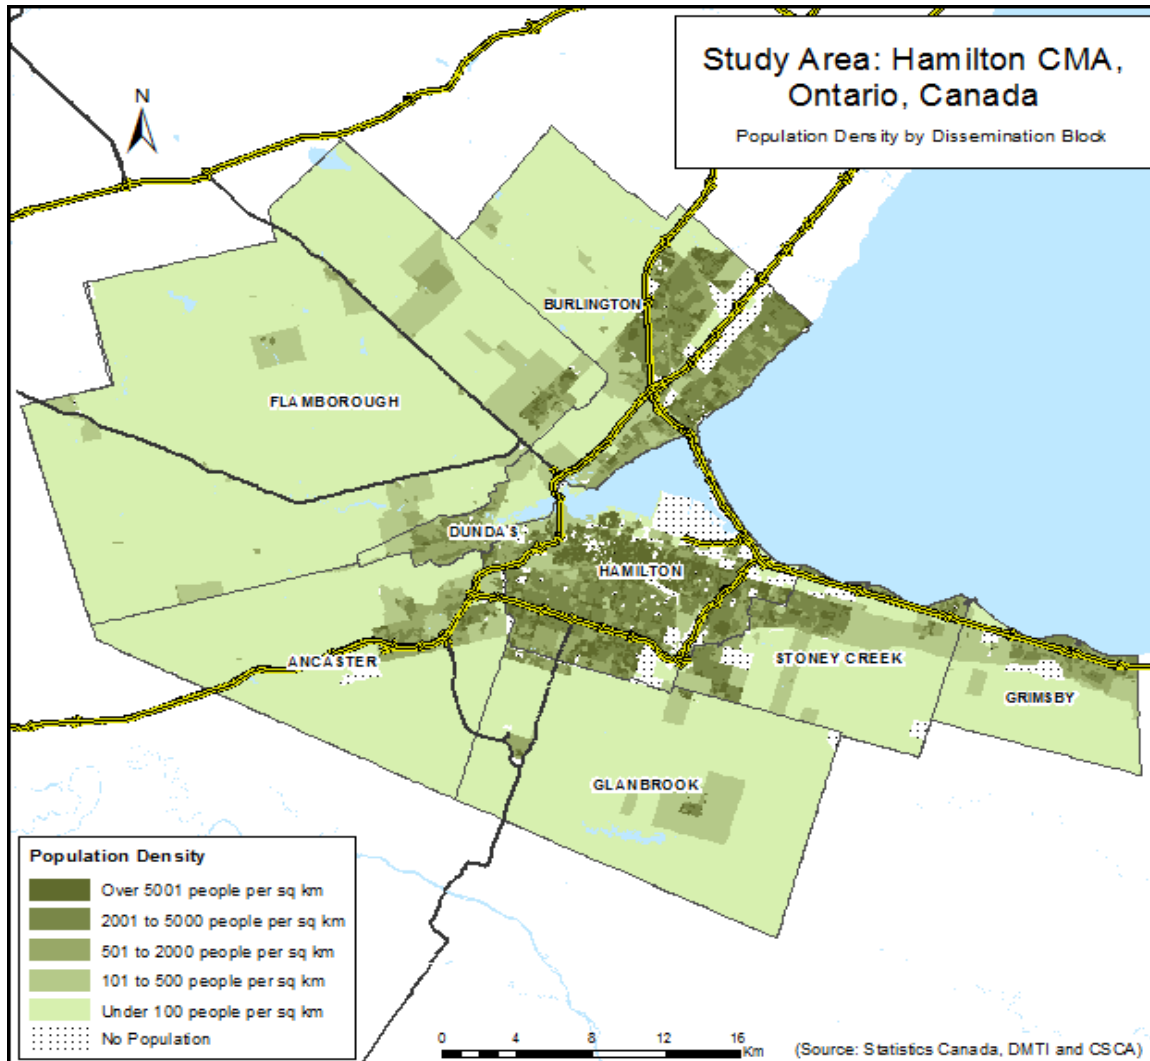 Study Area: Hamilton CMA,
Ontario, Canada
Population Density by Dissemination Block
N
BURLINGTON
FLAMBOROUGH
DUNDA'S
HAMILTON
ANCASTER
STONEY CREEK
GRIMSBY
GLANBROOK
Population Density
Over 5001 people per sq km
2001 to 5000 people per sq km
501 to 2000 people per sq km
101 to 500 people per sq km
Under 100 people per sq km
No Population
0 4 8 12 16
Km
(Source: Statistics Canada, DMTI and CSCA)